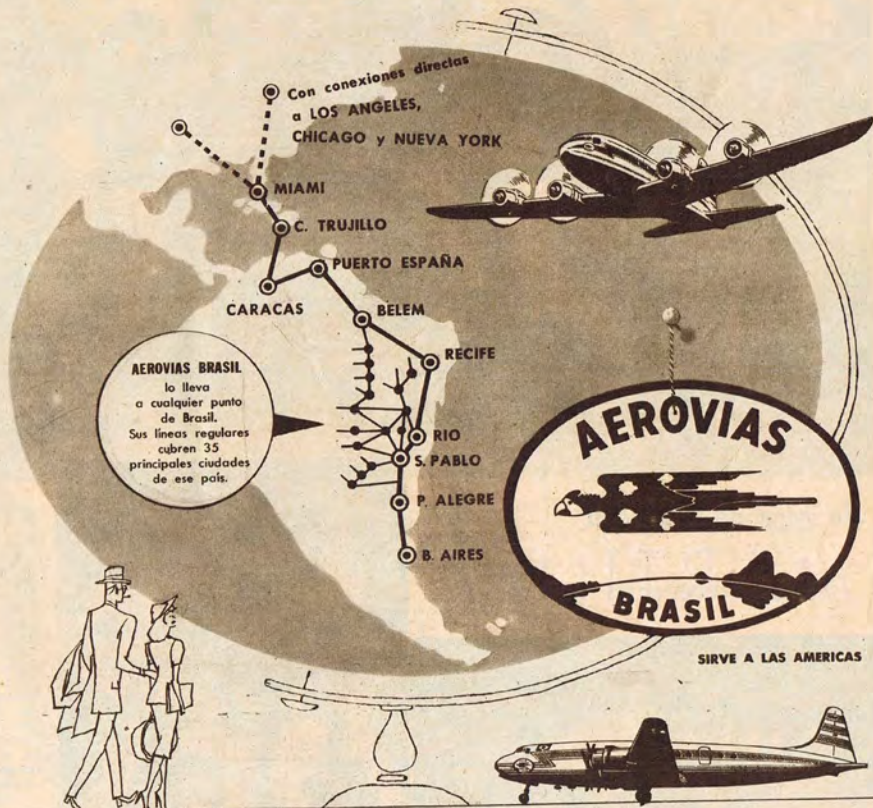 Con conexiones directas
a LOS ANGELES,
CHICAGO y NUEVA YORK
MIAMI
C. TRUJILLO
PUERTO ESPAÑA
CARACAS
BELEM
RECIFE
AEROVIAS BRASIL
lo lleva
a cualquier punto
de Brasil.
Sus líneas regulares
cubren 35
principales ciudades
de ese país.
RIO
S. PABLO
P. ALEGRE
B. AIRES
AEROVIAS
BRASIL
SIRVE A LAS AMERICAS